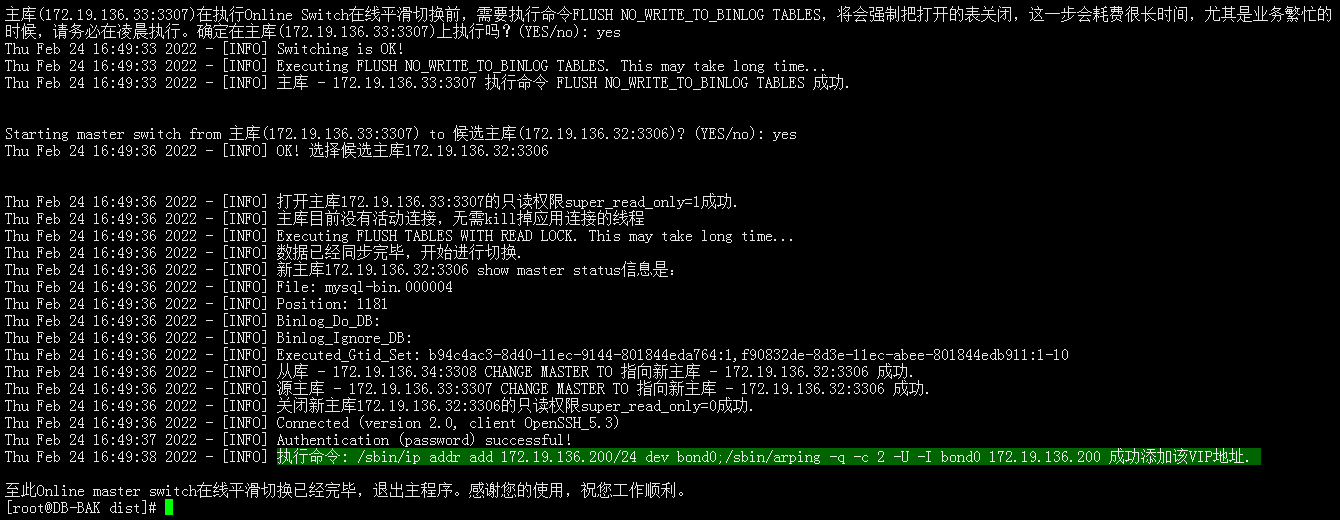 主库(172.19.136.33:3307)在执行Online Switch在线平滑切换前，需要执行命令FLUSH NO_WRITE_TO_BINLOG TABLES，将会强制把打开的表关闭，这一步会耗费很长时间，尤其是业务繁忙的
时候，请务必在凌晨执行。确定在主库(172.19.136.33:3307)上执行吗？(YES/no): yes
Thu Feb 24 16:49:33 2022 - [INFO] Switching is OK!
Thu Feb 24 16:49:33 2022 - [INFO] Executing FLUSH NO_WRITE_TO_BINLOG TABLES. This may take long time...
Thu Feb 24 16:49:33 2022 - [INFO] 主库 - 172.19.136.33:3307 执行命令 FLUSH NO_WRITE_TO_BINLOG TABLES 成功.
Starting master switch from 主库(172.19.136.33:3307) to 候选主库(172.19.136.32:3306)? (YES/no): yes
Thu Feb 24 16:49:36 2022 - [INFO] OK! 选择候选主库172.19.136.32:3306
Thu Feb 24 16:49:36 2022 - [INFO] 打开主库172.19.136.33:3307的只读权限super_read_only=1成功.
Thu Feb 24 16:49:36 2022 - [INFO] 主库目前没有活动连接，无需kill掉应用连接的线程
Thu Feb 24 16:49:36 2022 - [INFO] Executing FLUSH TABLES WITH READ LOCK. This may take long time...
Thu Feb 24 16:49:36 2022 - [INFO] 数据已经同步完毕，开始进行切换.
Thu Feb 24 16:49:36 2022 - [INFO] 新主库172.19.136.32:3306 show master status信息是：
Thu Feb 24 16:49:36 2022 - [INFO] File: mysql-bin.000004
Thu Feb 24 16:49:36 2022 - [INFO] Position: 1181
Thu Feb 24 16:49:36 2022 - [INFO] Binlog_Do_DB:
Thu Feb 24 16:49:36 2022 - [INFO] Binlog_Ignore_DB:
Thu Feb 24 16:49:36 2022 - [INFO] Executed_Gtid_Set: b94c4ac3-8d40-11ec-9144-801844eda764:1,f90832de-8d3e-11ec-abee-801844edb911:1-10
Thu Feb 24 16:49:36 2022 - [INFO] 从库 - 172.19.136.34:3308 CHANGE MASTER TO 指向新主库 - 172.19.136.32:3306 成功.
Thu Feb 24 16:49:36 2022 - [INFO] 源主库 - 172.19.136.33:3307 CHANGE MASTER TO 指向新主库 - 172.19.136.32:3306 成功.
Thu Feb 24 16:49:36 2022 - [INFO] 关闭新主库172.19.136.32:3306的只读权限super_read_only=0成功.
Thu Feb 24 16:49:36 2022 - [INFO] Connected (version 2.0, client OpenSSH_5.3)
Thu Feb 24 16:49:37 2022 - [INFO] Authentication (password) successful!
Thu Feb 24 16:49:38 2022 - [INFO] 执行命令: /sbin/ip addr add 172.19.136.200/24 dev bond0;/sbin/arping -q -c 2 -U -I bond0 172.19.136.200 成功添加该VIP地址.
至此Online master switch在线平滑切换已经完毕，退出主程序。感谢您的使用，祝您工作顺利。
[root@DB-BAK dist]#